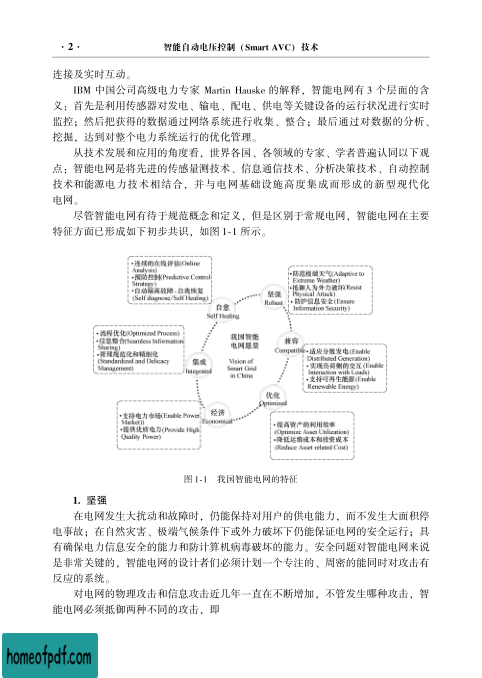 · 2 ·
智能自动电压控制（Smart AVC）技术
连接及实时互动。
IBM 中国公司高级电力专家 Martin Hauske 的解释，智能电网有 3 个层面的含
义：首先是利用传感器对发电、输电、配电、供电等关键设备的运行状况进行实时
监控；然后把获得的数据通过网络系统进行收集、整合；最后通过对数据的分析、
挖掘，达到对整个电力系统运行的优化管理。
从技术发展和应用的角度看，世界各国、各领域的专家、学者普遍认同以下观
点：智能电网是将先进的传感量测技术、信息通信技术、分析决策技术、自动控制
技术和能源电力技术相结合，并与电网基础设施高度集成而形成的新型现代化
电网。
尽管智能电网有待于规范概念和定义，但是区别于常规电网，智能电网在主要
特征方面已形成如下初步共识，如图 1-1 所示。
•连续的在线评估(Online
Analysis)
•预防控制(Predictive Control
Strategy)
•自动隔离故障、自我恢复
(Self diagnose/Self Healing)
•防范极端天气(Adaptive to
Extreme Weather)
•抵御人为外力破坏(Resist
Physical Attack)
•防护信息安全(Ensure
Information Security)
自愈
Self Healing
坚强
Robust
•流程优化(Optimized Process)
•信息整合(Seamless Information
Sharing)
•管理规范化和精细化
(Standardized and Delicacy
Management)
集成
Integrated
我国智能
电网愿景
Vision of
Smart Grid
in China
兼容
Compatible
•适应分散发电(Enable
Distributed Generation)
•实现负荷侧的交互(Enable
Interaction with Loads)
•支持可再生能源(Enable
Renewable Energy)
优化
Optimized
经济
Economical
•支持电力市场(Enable Power
Market))
•提供优质电力(Provide High
Quality Power)
•提高资产的利用效率
(Optimize Asset Utilization)
•降低运维成本和投资成本
(Reduce Asset related Cost)
图 1-1 我国智能电网的特征
1. 坚强
在电网发生大扰动和故障时，仍能保持对用户的供电能力，而不发生大面积停
电事故；在自然灾害、极端气候条件下或外力破坏下仍能保证电网的安全运行；具
有确保电力信息安全的能力和防计算机病毒破坏的能力。安全问题对智能电网来说
是非常关键的，智能电网的设计者们必须计划一个专注的、周密的能同时对攻击有
反应的系统。
对电网的物理攻击和信息攻击近几年一直在不断增加，不管发生哪种攻击，智
能电网必须抵御两种不同的攻击，即
homeofpdf.com